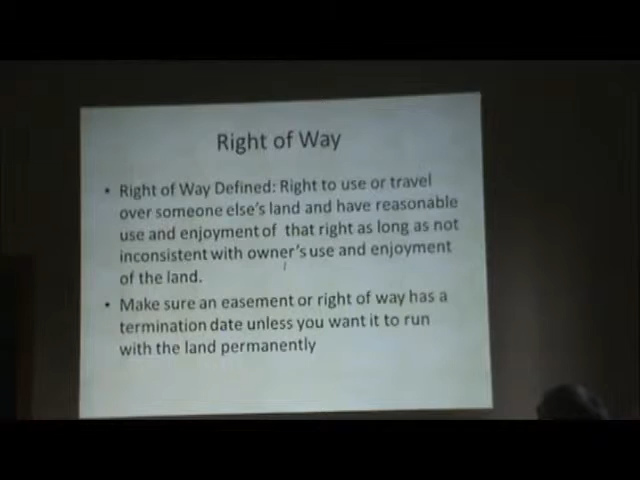 Right of Way
• Right of Way Defined: Right to use or travel
over someone else's land and have reasonable
use and enjoyment of that right as long as not
inconsistent with owner's use and enjoyment
of the land.
• Make sure an easement or right of way has a
termination date unless you want it to run
with the land permanently